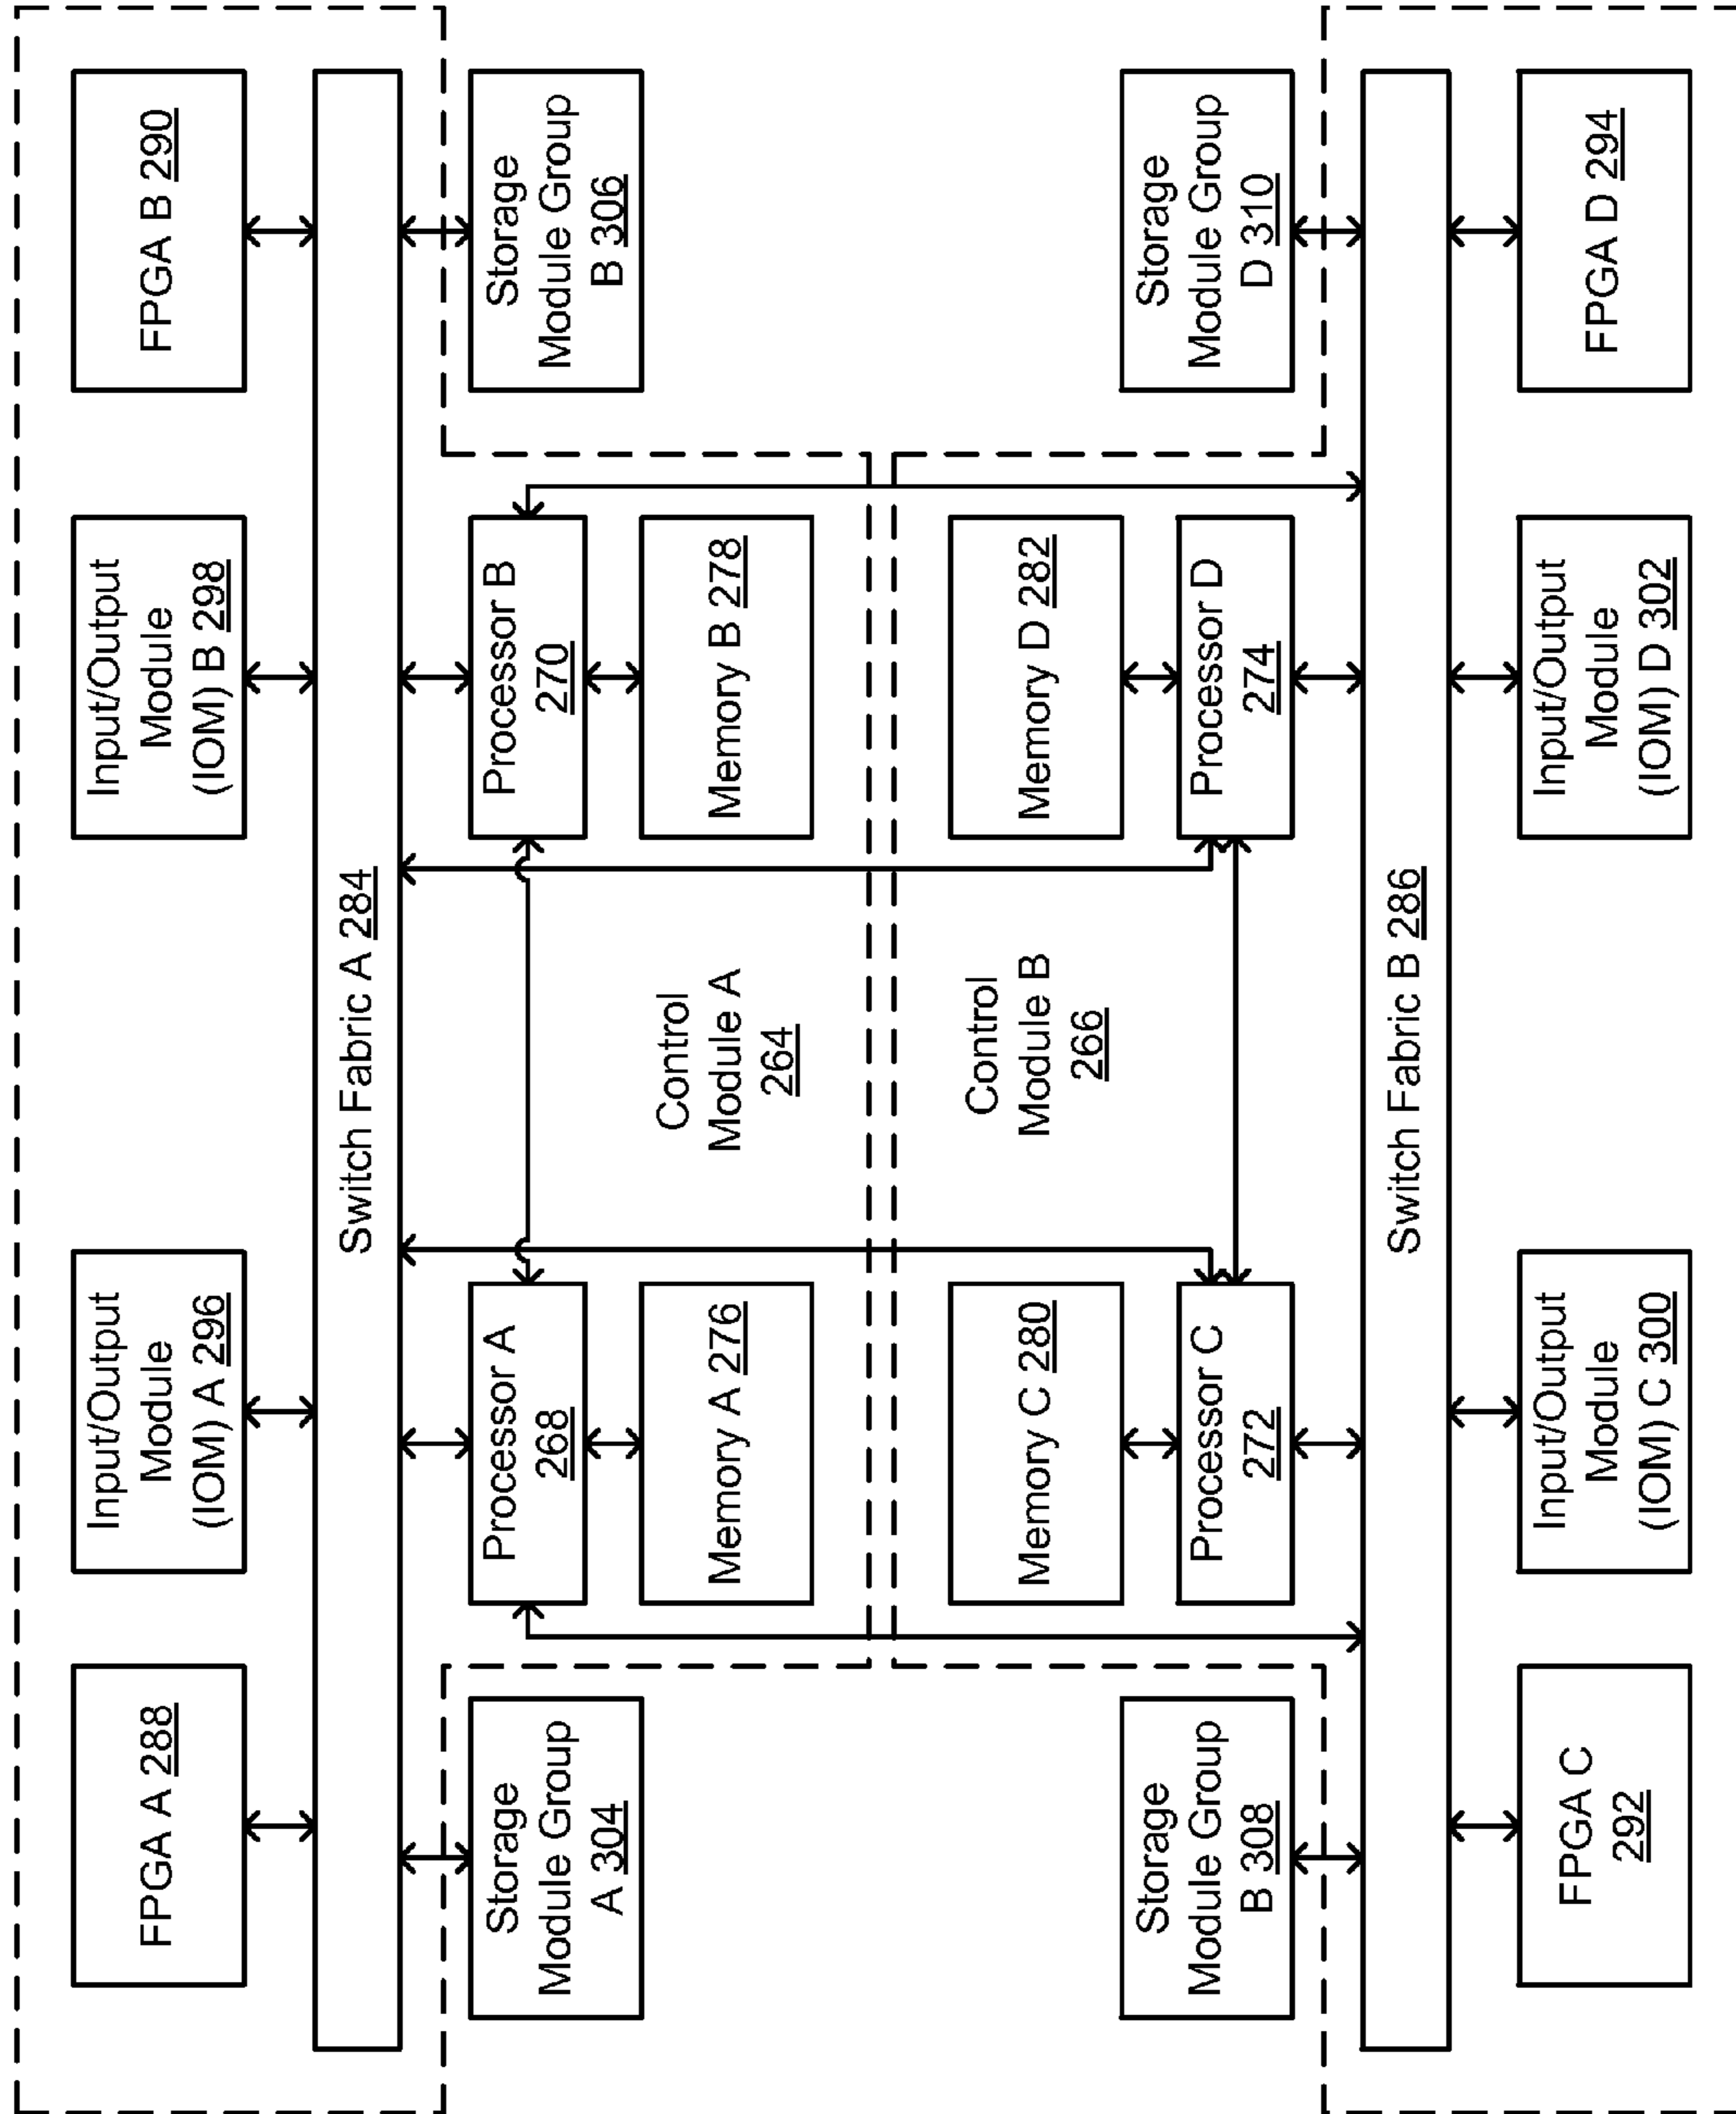 FPGA A 288
Input/Output
Module
(IOM) A 296
Input/Output
Module
(IOM) B 298
FPGA B 290
Switch Fabric A 284
Storage
Module Group
A 304
Processor A
268
Processor B
270
Storage
Module Group
B 306
Memory A 276
Memory B 278
Control
Module A
264
Control
Module B
266
Memory C 280
Memory D 282
Storage
Module Group
B 308
Processor C
272
Processor D
274
Storage
Module Group
D 310
Switch Fabric B 286
FPGA C
292
Input/Output
Module
(IOM) C 300
Input/Output
Module
(IOM) D 302
FPGA D 294